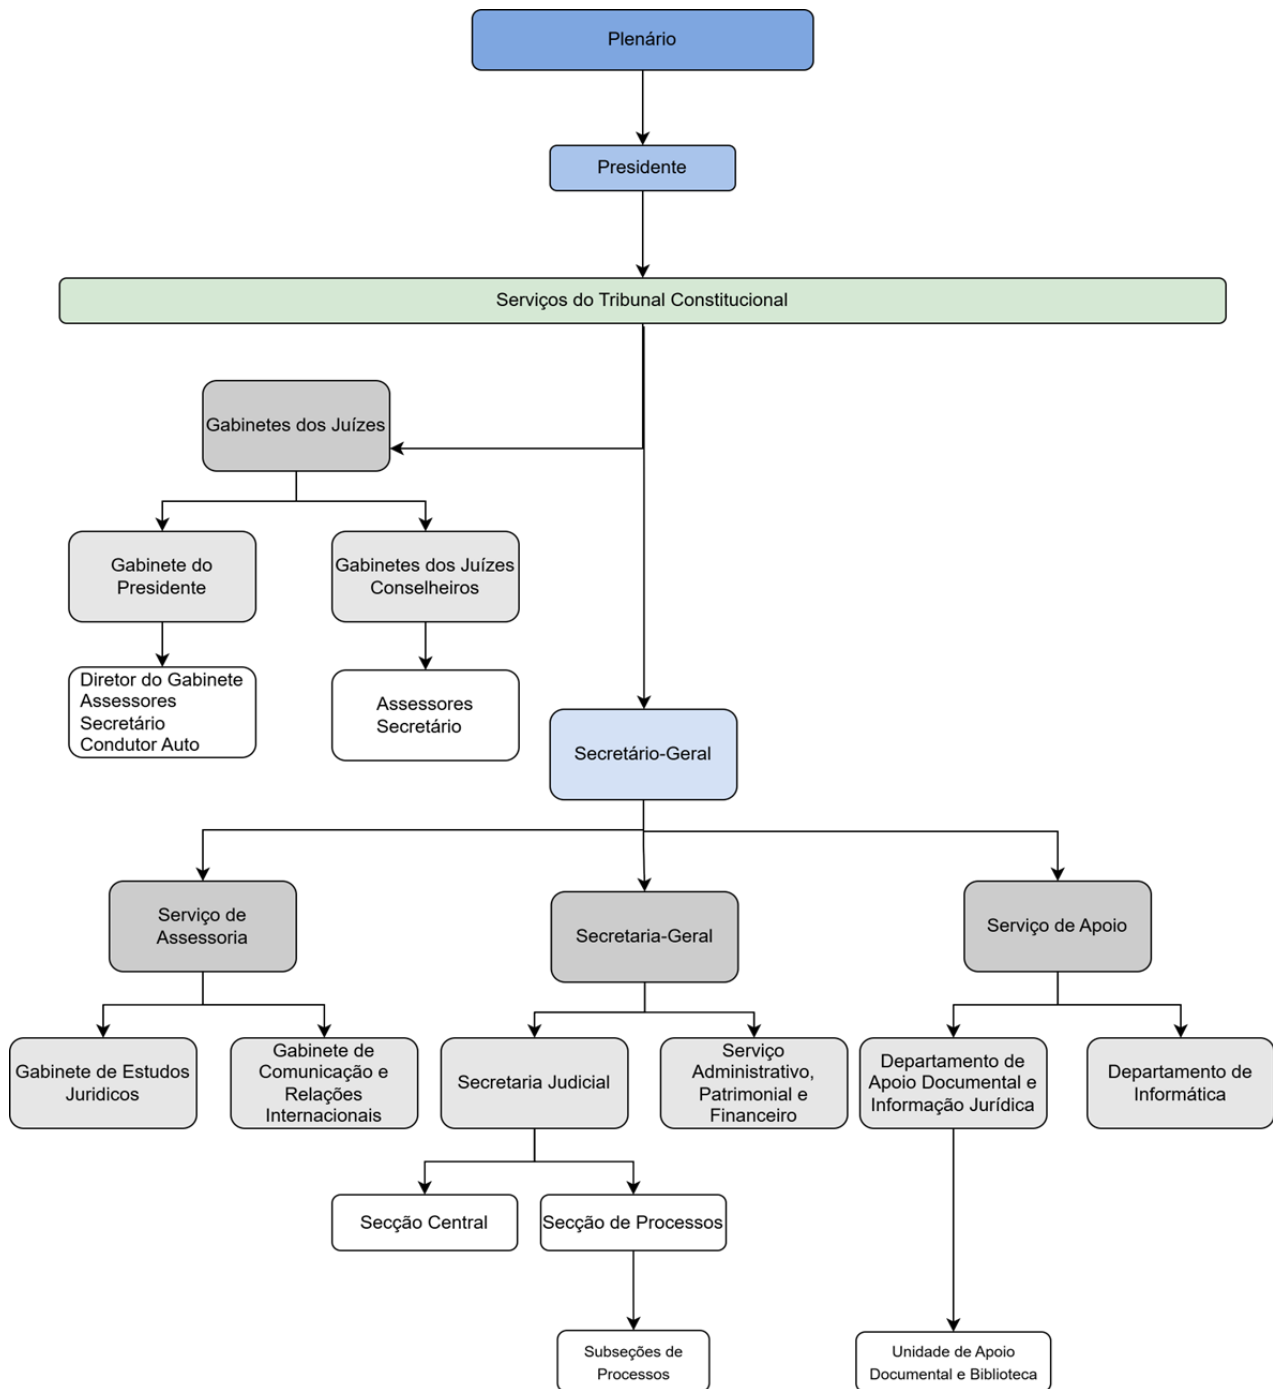 Plenário
Presidente
Serviços do Tribunal Constitucional
Gabinetes dos Juízes
Gabinete do
Presidente
Gabinetes dos Juízes
Conselheiros
Diretor do Gabinete
Assessores
Secretário
Condutor Auto
Assessores
Secretário
Secretário-Geral
Serviço de
Assessoria
Secretaria-Geral
Serviço de Apoio
Gabinete de Estudos
Juridicos
Gabinete de
Comunicação e
Relações
Internacionais
Secretaria Judicial
Serviço
Administrativo,
Patrimonial e
Financeiro
Departamento de
Apoio Documental e
Informação Jurídica
Departamento de
Informática
Secção Central
Secção de Processos
Subseções de
Processos
Unidade de Apoio
Documental e Biblioteca